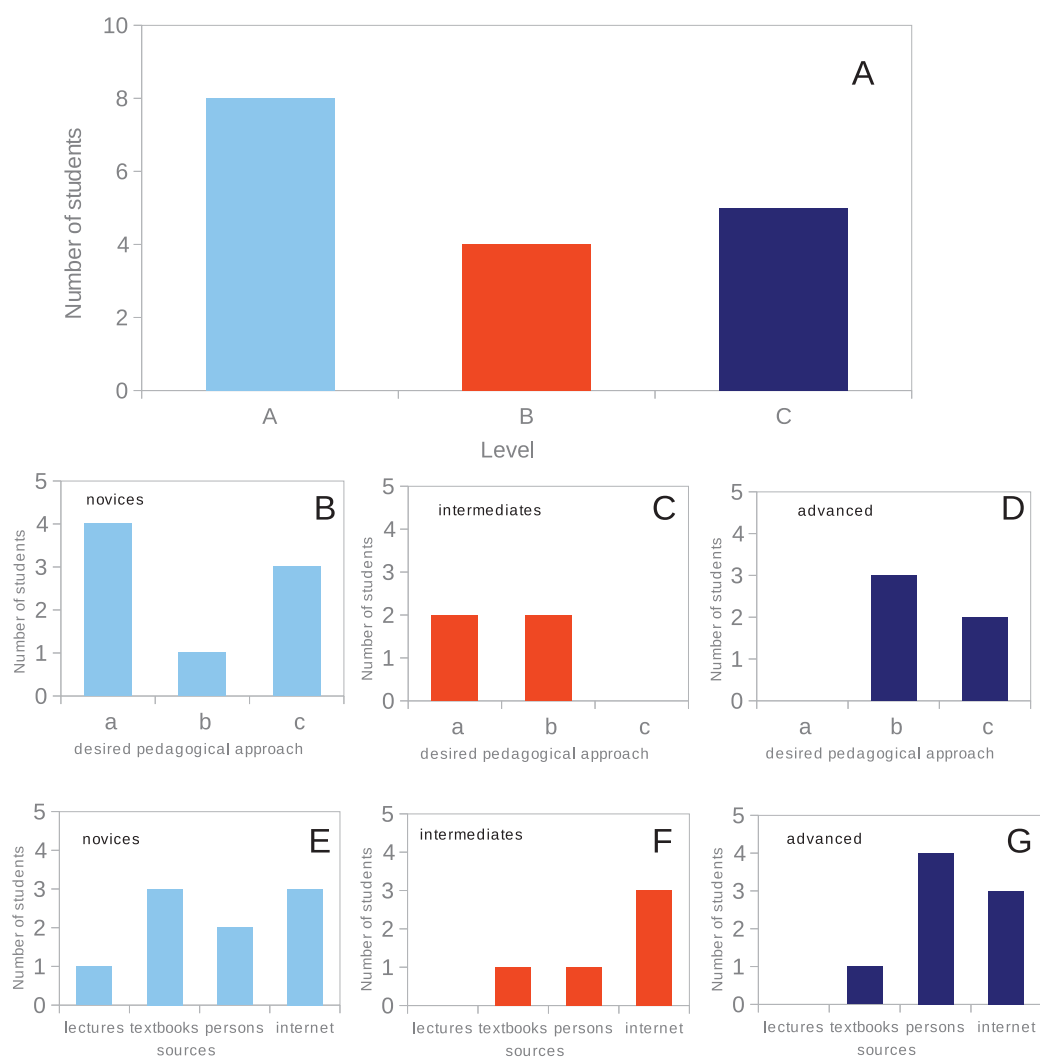 10
8
6
4
2
0
Number of students
A
A
B
C
Level
5
4
3
2
1
0
Number of students
novices
B
a
b
c
desired pedagogical approach
5
4
3
2
1
0
Number of students
intermediates
C
a
b
c
desired pedagogical approach
5
4
3
2
1
0
Number of students
advanced
D
a
b
c
desired pedagogical approach
5
4
3
2
1
0
Number of students
novices
E
lectures textbooks persons internet
sources
5
4
3
2
1
0
Number of students
intermediates
F
lectures textbooks persons internet
sources
5
4
3
2
1
0
Number of students
advanced
G
lectures textbooks persons internet
sources